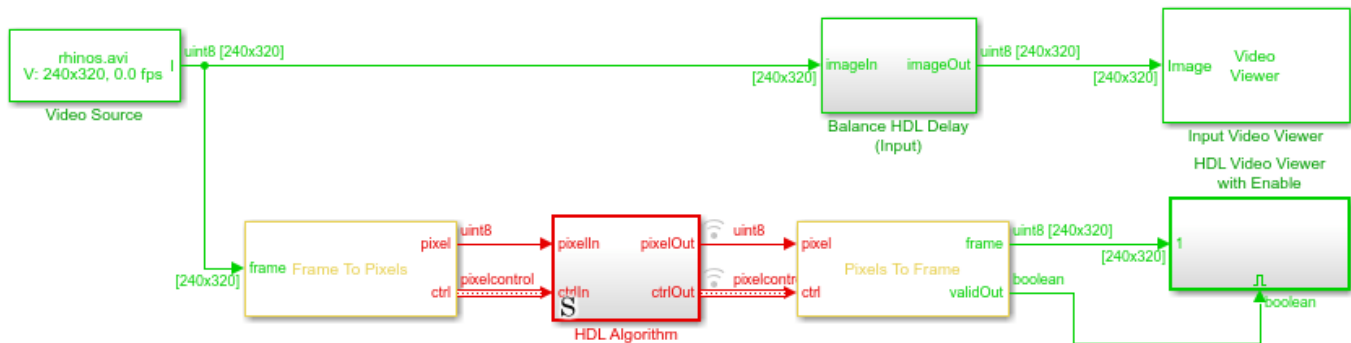 rhinos.avi
V: 240x320, 0.0 fps
I
Video Source
uint8 [240x320]
[240x320]
imageIn
imageOut
Balance HDL Delay
(Input)
uint8 [240x320]
[240x320]
Image
Video
Viewer
Input Video Viewer
HDL Video Viewer
with Enable
[240x320]
frame
Frame To Pixels
pixel
ctrl
uint8
pixelcontrol
pixelIn
ctrlIn
S
pixelOut
ctrlOut
HDL Algorithm
uint8
pixelcontr
pixel
ctrl
Pixels To Frame
frame
validOut
uint8 [240x320]
[240x320]
boolean
1
boolean